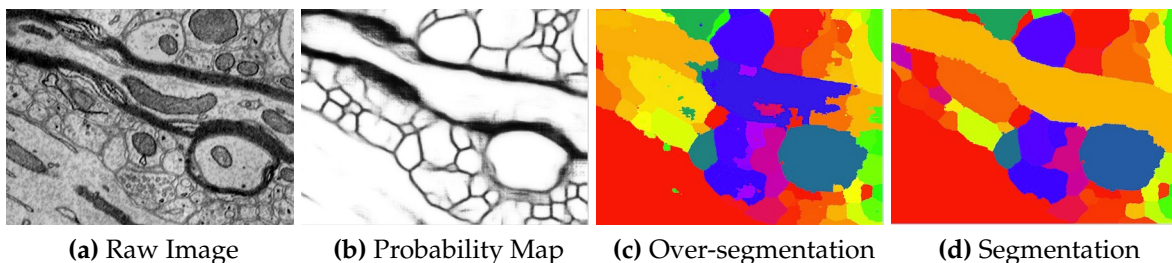 (a) Raw Image
(b) Probability Map
(c) Over-segmentation
(d) Segmentation